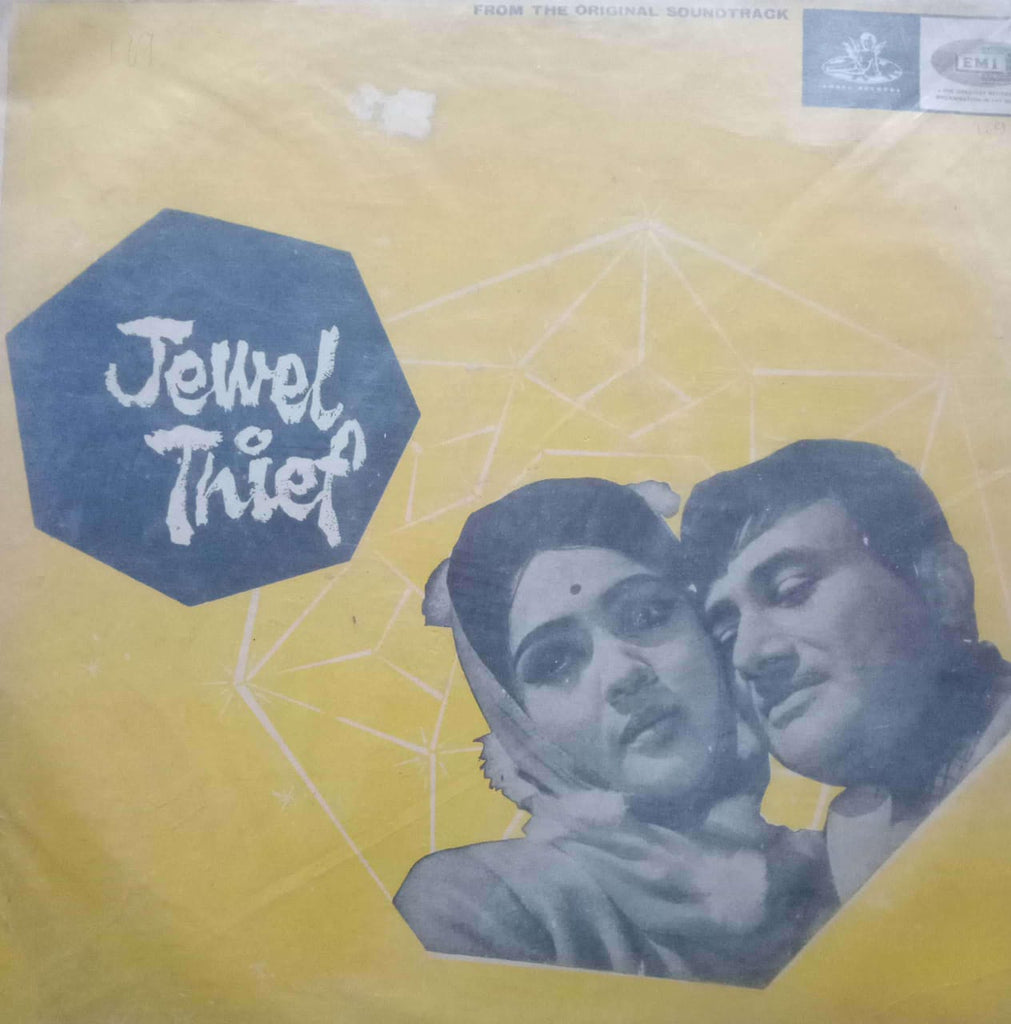 FROM THE ORIGINAL SOUNDTRACK
EMI
Jewel
Thief